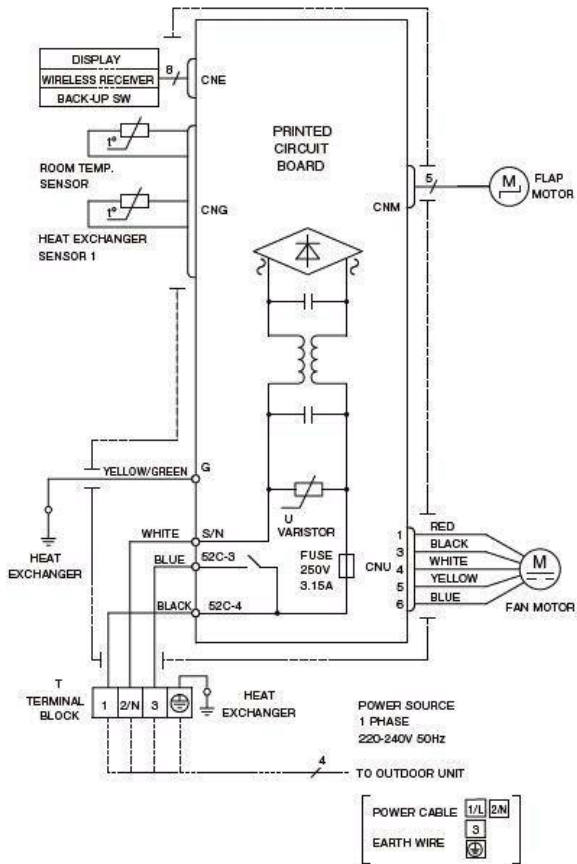 DISPLAY
WIRELESS RECEIVER
BACK-UP SW
8
CNE
t°
ROOM TEMP.
SENSOR
t°
HEAT EXCHANGER
SENSOR 1
CNG
PRINTED
CIRCUIT
BOARD
CNM
5
M
FLAP
MOTOR
YELLOW/GREEN
G
HEAT
EXCHANGER
WHITE
S/N
BLUE
52C-3
BLACK
52C-4
U
VARISTOR
FUSE
250V
3.15A
CNU
1
3
4
5
6
RED
BLACK
WHITE
YELLOW
BLUE
M
FAN MOTOR
T
TERMINAL
BLOCK
1
2/N
3
HEAT
EXCHANGER
POWER SOURCE
1 PHASE
220-240V 50Hz
4
TO OUTDOOR UNIT
POWER CABLE 1/L 2/N
3
EARTH WIRE